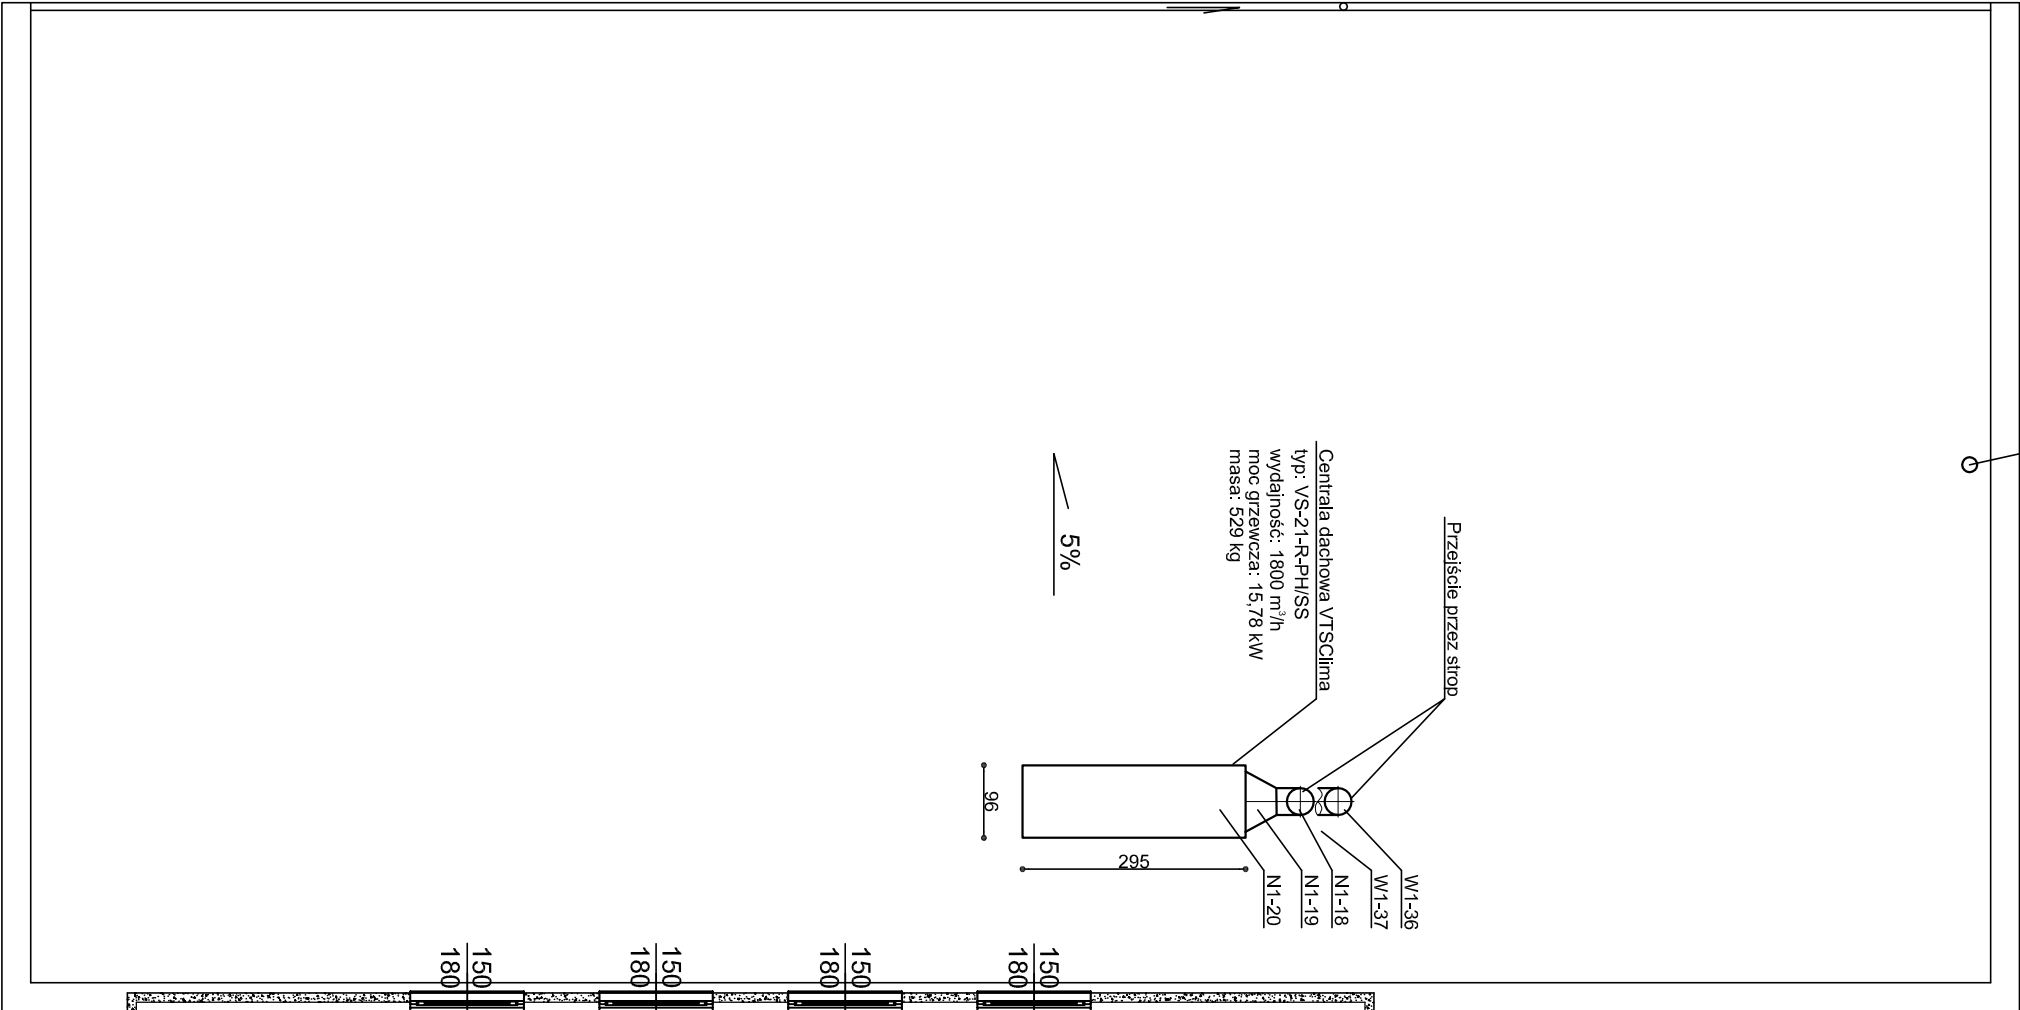 Przejście przez strop
Centrala dachowa VTSClima
typ: VS-21-R-PH/SS
wydajność: 1800 m³/h
moc grzewcza: 15,78 kW
masa: 529 kg
5%
96
295
W1-36
W1-37
N1-18
N1-19
N1-20
150
180
150
180
150
180
150
180